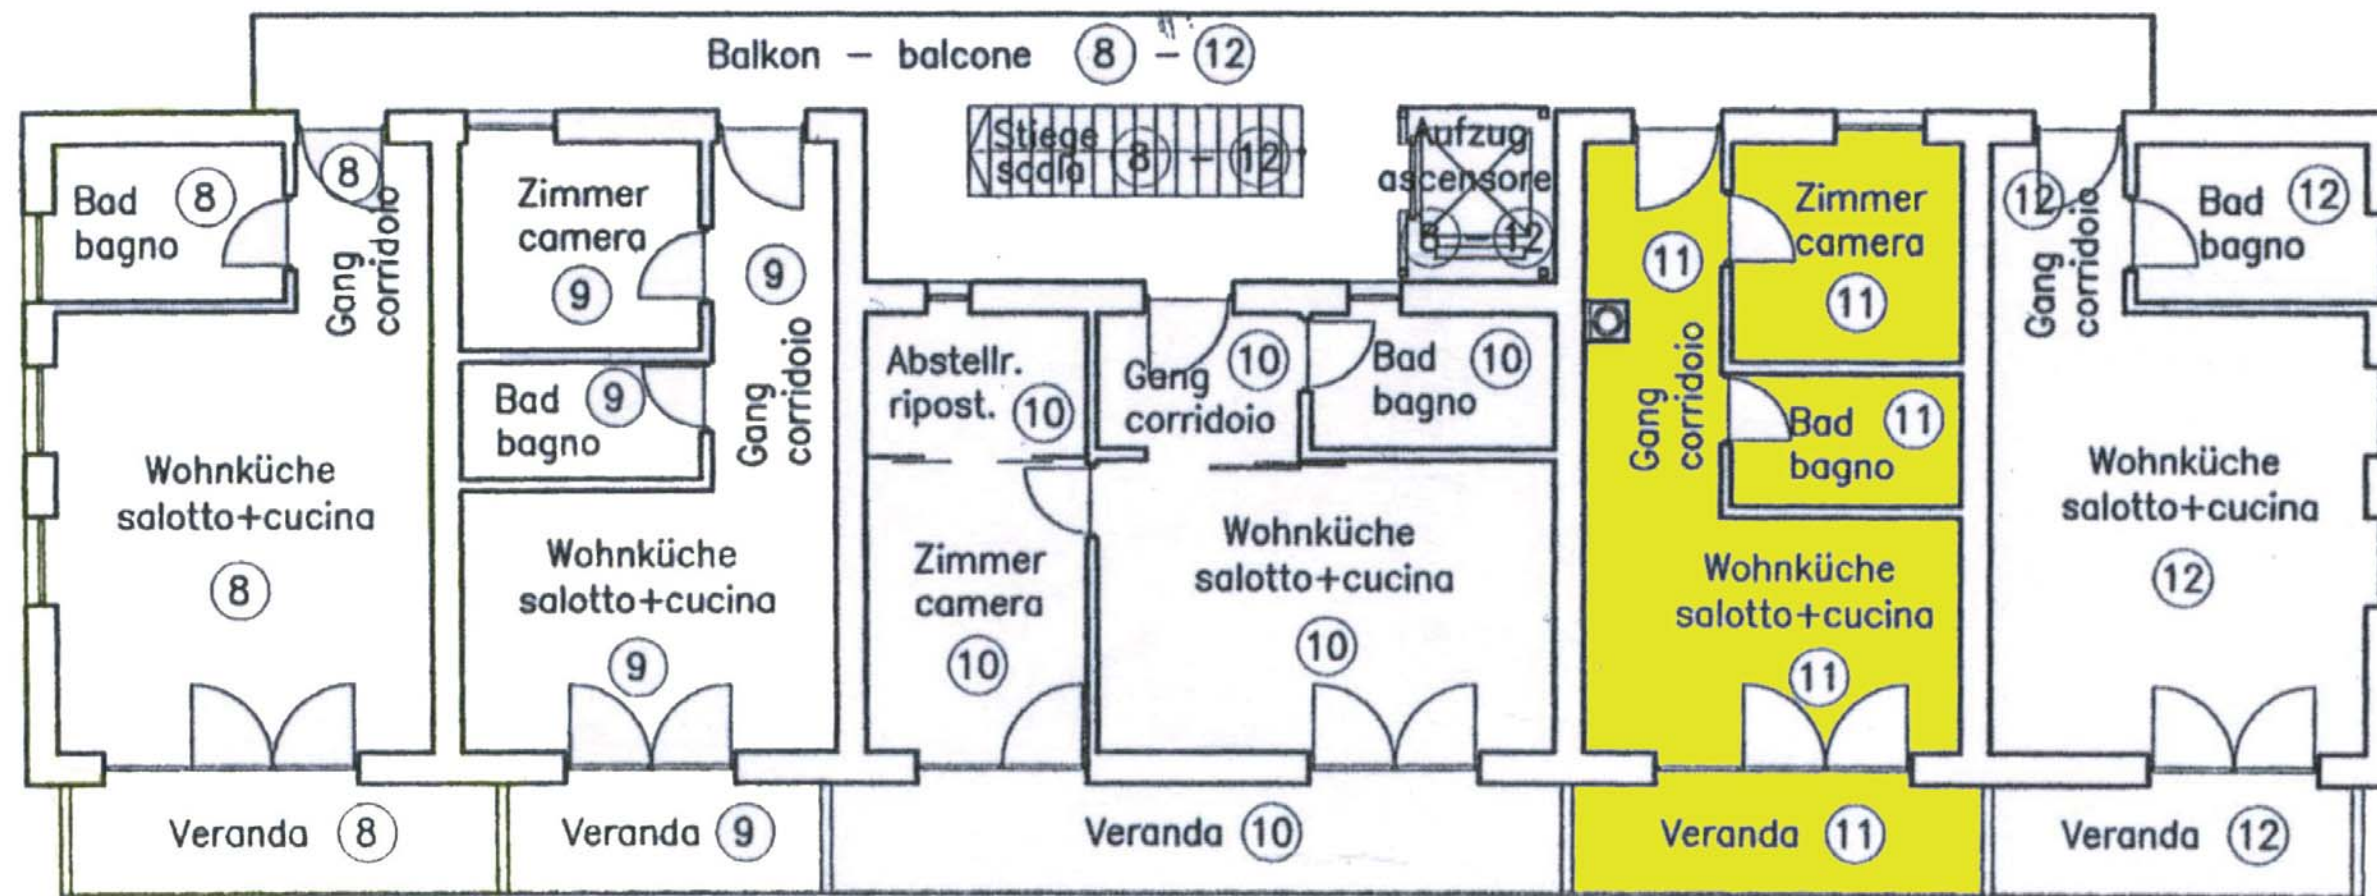 Balkon – balcone 8 – 12
Stiege
scala 8 – 12
Aufzug
ascensore
8 – 12
Bad 8
bagno
8
Gang
corridoio
Wohnküche
salotto+cucina
8
Veranda 8
Zimmer
camera
9
Bad 9
bagno
9
Gang
corridoio
Wohnküche
salotto+cucina
9
Veranda 9
Abstellr.
ripost. 10
Gang 10
corridoio
Bad 10
bagno
Zimmer
camera
10
Wohnküche
salotto+cucina
10
Veranda 10
11
Gang
corridoio
Zimmer
camera
11
Bad 11
bagno
Wohnküche
salotto+cucina
11
Veranda 11
12
Gang
corridoio
Bad 12
bagno
Wohnküche
salotto+cucina
12
Veranda 12